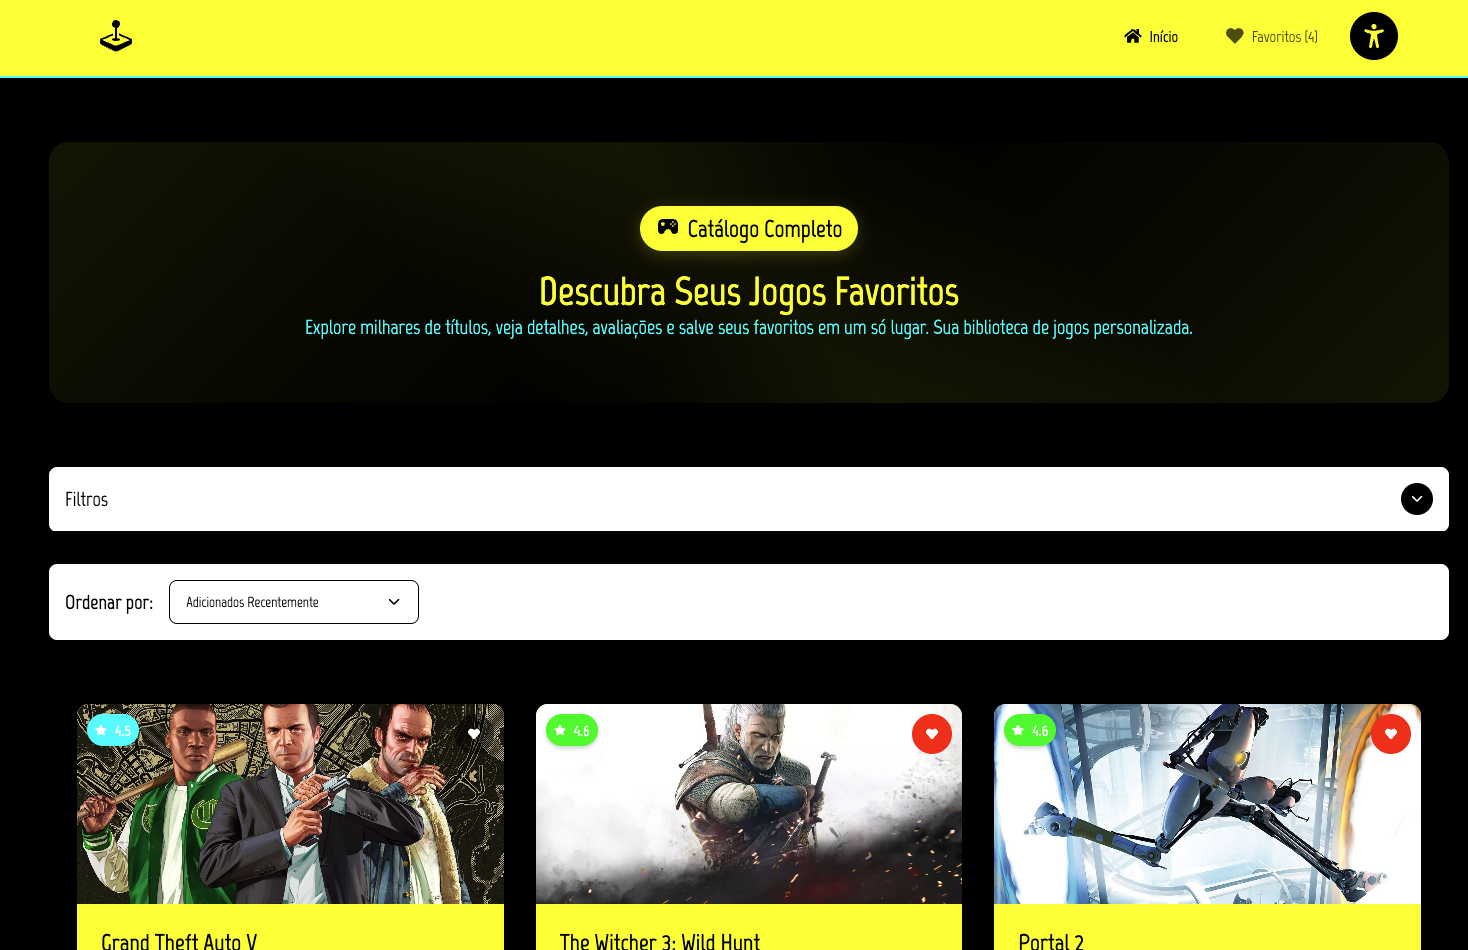 Início
Favoritos (4)
Catálogo Completo
Descubra Seus Jogos Favoritos
Explore milhares de títulos, veja detalhes, avaliações e salve seus favoritos em um só lugar. Sua biblioteca de jogos personalizada.
Filtros
Ordenar por:
Adicionados Recentemente
4.5
4.6
4.6
Grand Theft Auto V
The Witcher 3: Wild Hunt
Portal 2